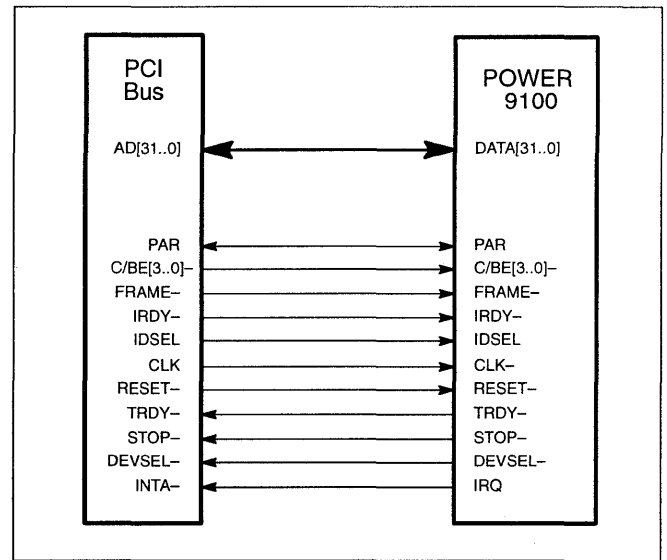 PCI
Bus
POWER
9100
AD[31..0] DATA[31..0]
PAR PAR
C/BE[3..0]– C/BE[3..0]–
FRAME– FRAME–
IRDY– IRDY–
IDSEL IDSEL
CLK CLK–
RESET– RESET–
TRDY– TRDY–
STOP– STOP–
DEVSEL– DEVSEL–
INTA– IRQ